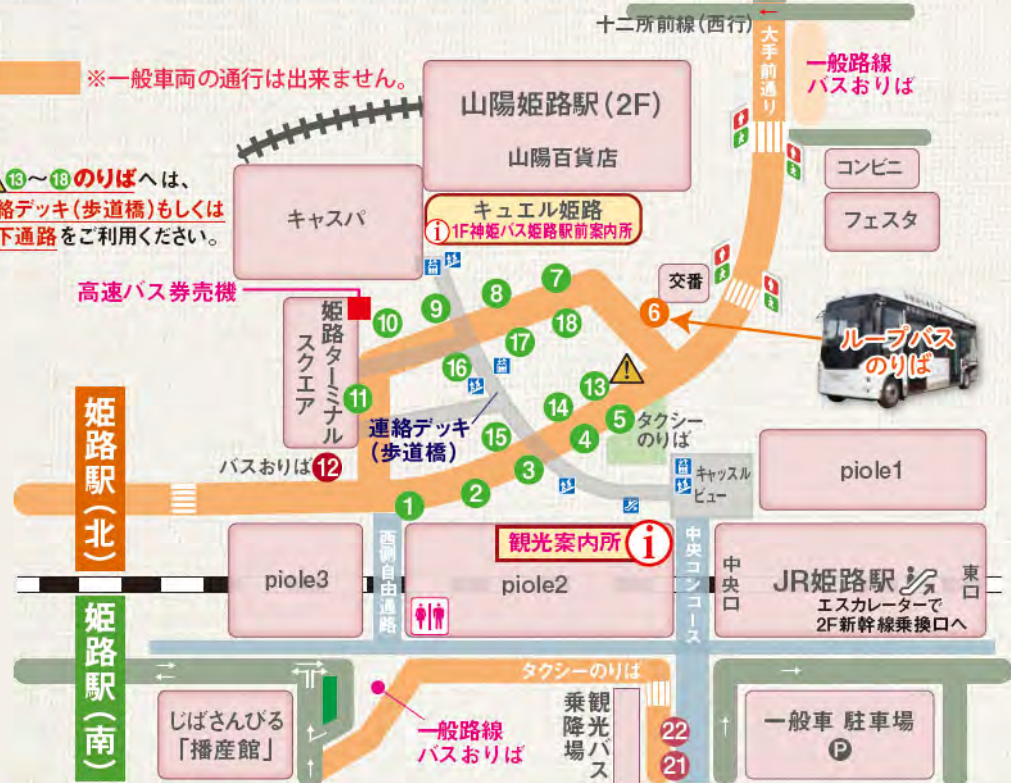 十二所前線(西行)
大手前通り
一般路線
バスおりば
※一般車両の通行は出来ません。
山陽姫路駅(2F)
山陽百貨店
コンビニ
フェスタ
⑬〜⑱のりばへは、
絡デッキ(歩道橋)もしくは
下通路をご利用ください。
キャスパ
キュエル姫路
i 1F神姫バス姫路駅前案内所
交番
高速バス券売機
姫路ターミナル
スクエア
7
8
9
10
18
17
16
11
6
ループバス
のりば
13
14
15
5
4
3
2
1
タクシー
のりば
連絡デッキ
(歩道橋)
バスおりば 12
キャッスル
ビュー
piole1
姫路駅(北)
西側自由通路
観光案内所 i
中央コンコース
piole3
piole2
中央口
JR姫路駅
東口
エスカレーターで
2F新幹線乗換口へ
姫路駅(南)
タクシーのりば
じばさんびる
「播産館」
一般路線
バスおりば
観光バス
乗降場
22
21
一般車 駐車場
P